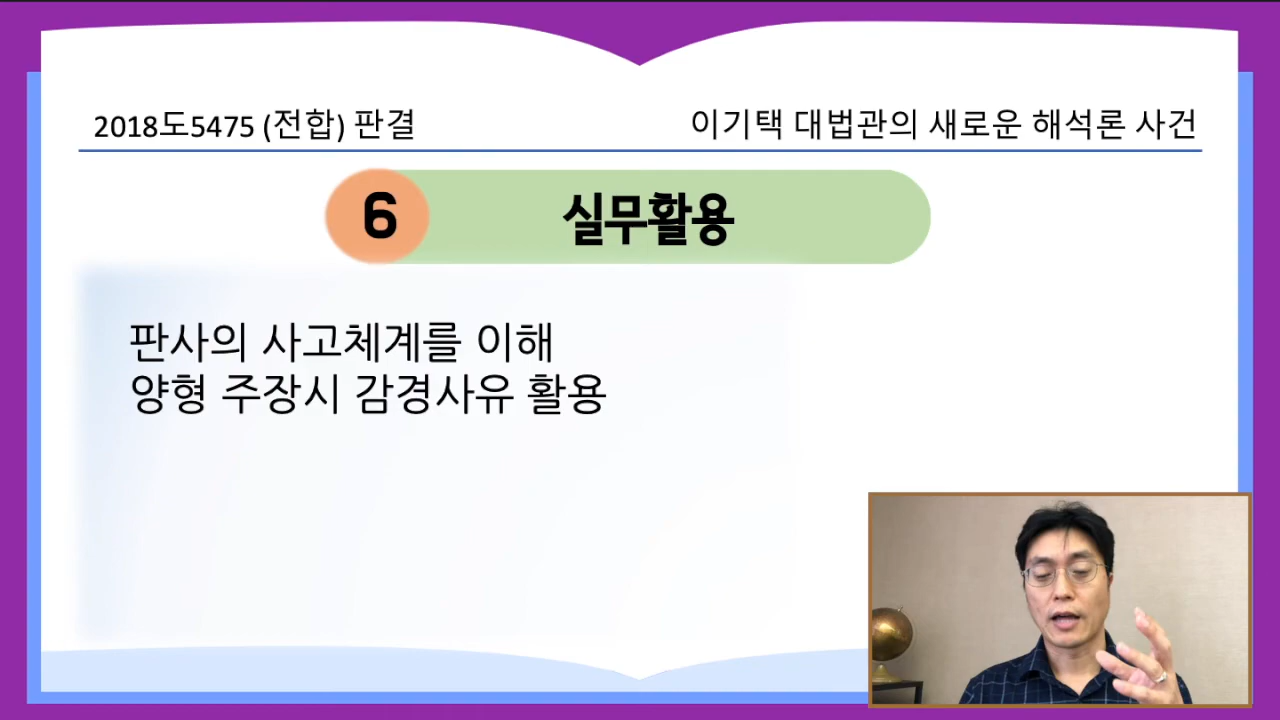 2018도5475 (전합) 판결
이기택 대법관의 새로운 해석론 사건
6 실무활용
판사의 사고체계를 이해
양형 주장시 감경사유 활용